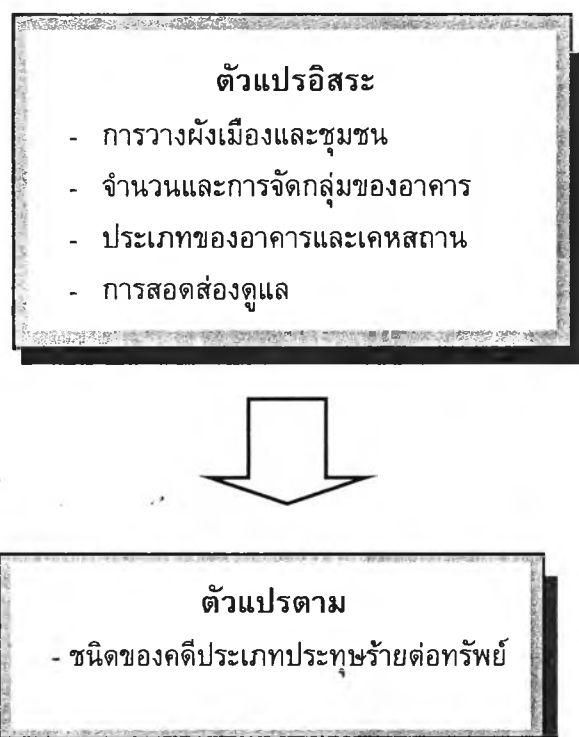 ตัวแปรอิสระ
- การวางผังเมืองและชุมชน
- จำนวนและการจัดกลุ่มของอาคาร
- ประเภทของอาคารและเคหสถาน
- การสอดส่องดูแล
ตัวแปรตาม
- ชนิดของคดีประเภทประทุษร้ายต่อทรัพย์